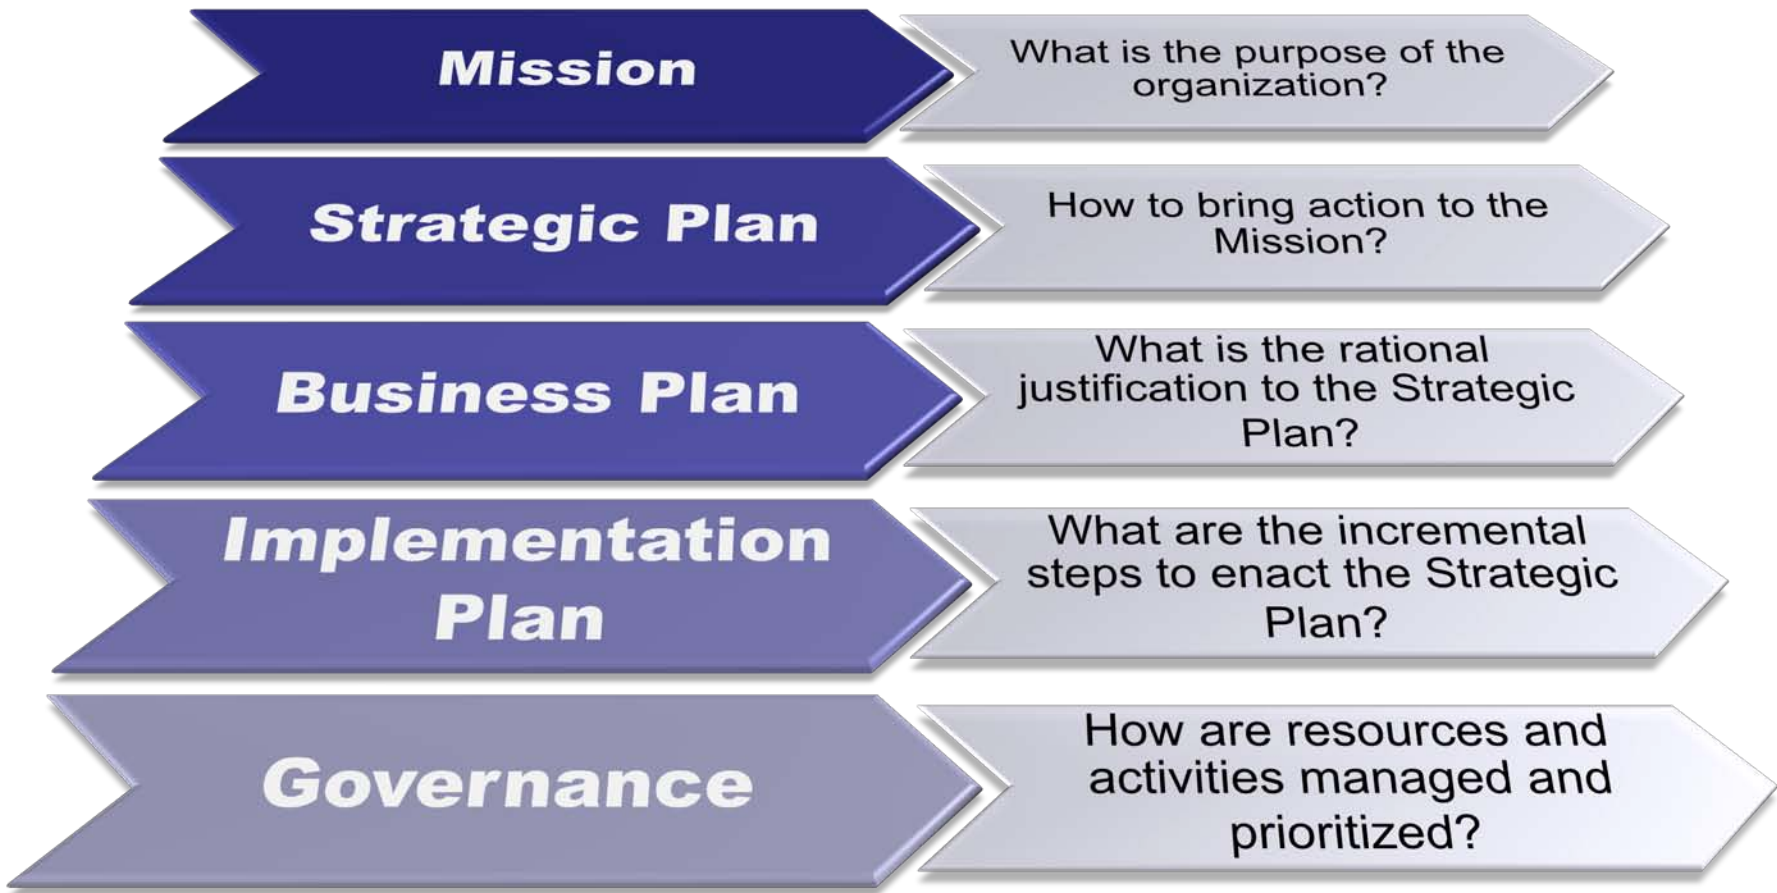 Mission
What is the purpose of the
organization?
Strategic Plan
How to bring action to the
Mission?
Business Plan
What is the rational
justification to the Strategic
Plan?
Implementation
Plan
What are the incremental
steps to enact the Strategic
Plan?
Governance
How are resources and
activities managed and
prioritized?